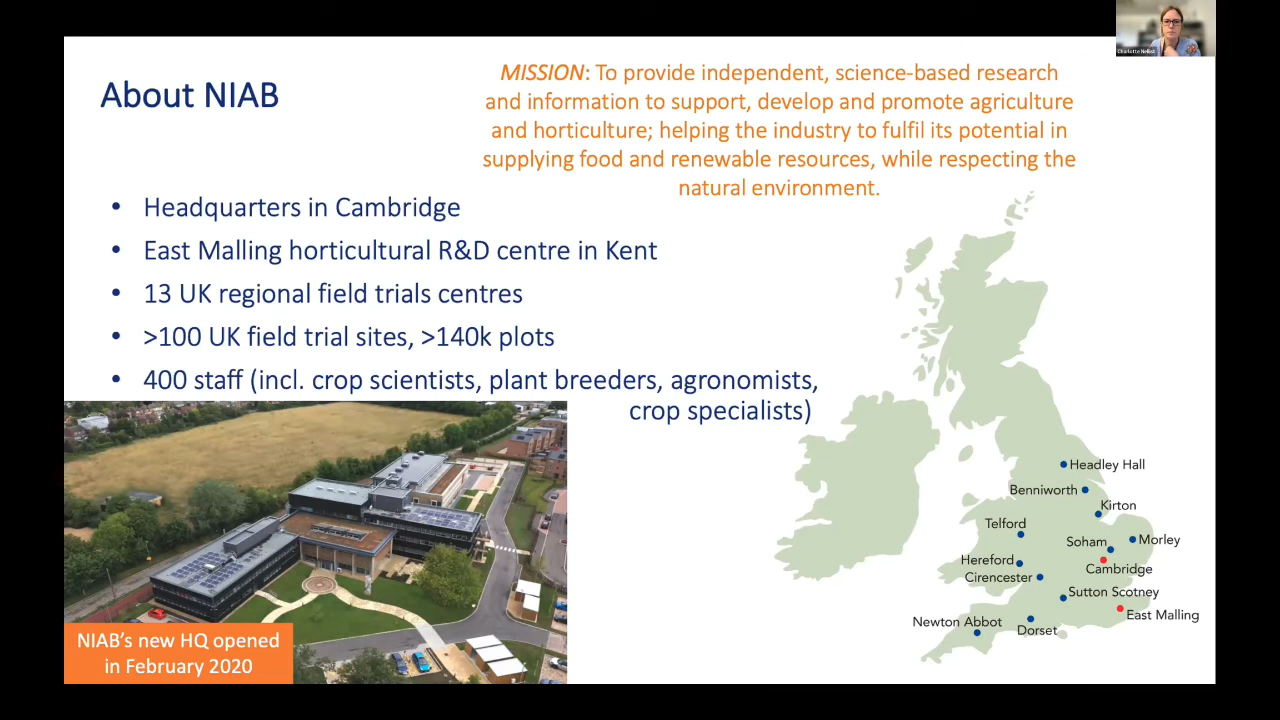 Charlotte Nellist
About NIAB
MISSION: To provide independent, science-based research
and information to support, develop and promote agriculture
and horticulture; helping the industry to fulfil its potential in
supplying food and renewable resources, while respecting the
natural environment.
• Headquarters in Cambridge
• East Malling horticultural R&D centre in Kent
• 13 UK regional field trials centres
• >100 UK field trial sites, >140k plots
• 400 staff (incl. crop scientists, plant breeders, agronomists,
crop specialists)
NIAB's new HQ opened
in February 2020
Headley Hall
Benniworth
Kirton
Telford
Morley
Soham
Hereford
Cambridge
Cirencester
Sutton Scotney
East Malling
Newton Abbot
Dorset